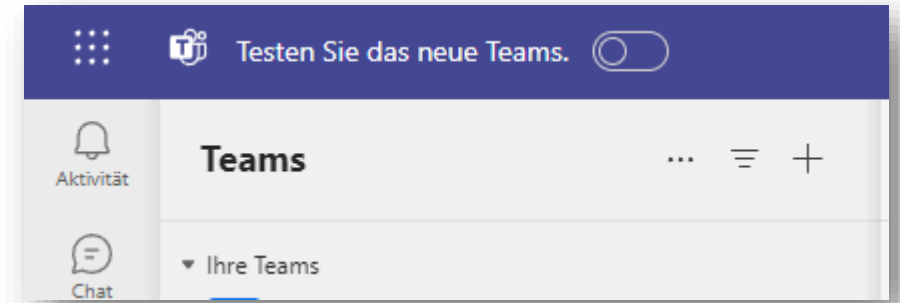 Testen Sie das neue Teams.
Aktivität
Teams
Ihre Teams
Chat